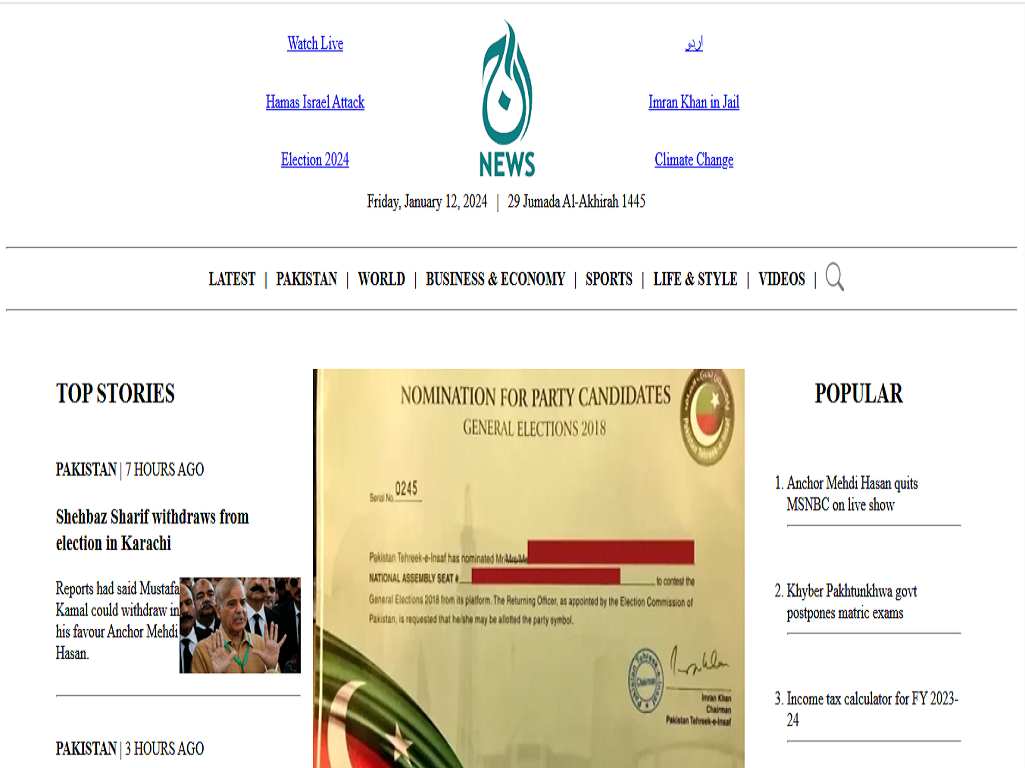 Watch Live
اردو
Hamas Israel Attack
Imran Khan in Jail
Election 2024
Climate Change
NEWS
Friday, January 12, 2024 | 29 Jumada Al-Akhirah 1445
LATEST | PAKISTAN | WORLD | BUSINESS & ECONOMY | SPORTS | LIFE & STYLE | VIDEOS |
TOP STORIES
PAKISTAN | 7 HOURS AGO
Shehbaz Sharif withdraws from
election in Karachi
Reports had said Mustafa
Kamal could withdraw in
his favour Anchor Mehdi
Hasan.
PAKISTAN | 3 HOURS AGO
NOMINATION FOR PARTY CANDIDATES
GENERAL ELECTIONS 2018
Serial No. 0245
Pakistan Tehreek-e-Insaf has nominated Mr/Mrs/Ms
NATIONAL ASSEMBLY SEAT # to contest the
General Elections 2018 from its platform. The Returning Officer, as appointed by the Election Commission of
Pakistan, is requested that he/she may be allotted the party symbol.
Chairman
Imran Khan
Chairman
Pakistan Tehreek-e-Insaf
POPULAR
1. Anchor Mehdi Hasan quits
MSNBC on live show
2. Khyber Pakhtunkhwa govt
postpones matric exams
3. Income tax calculator for FY 2023-
24